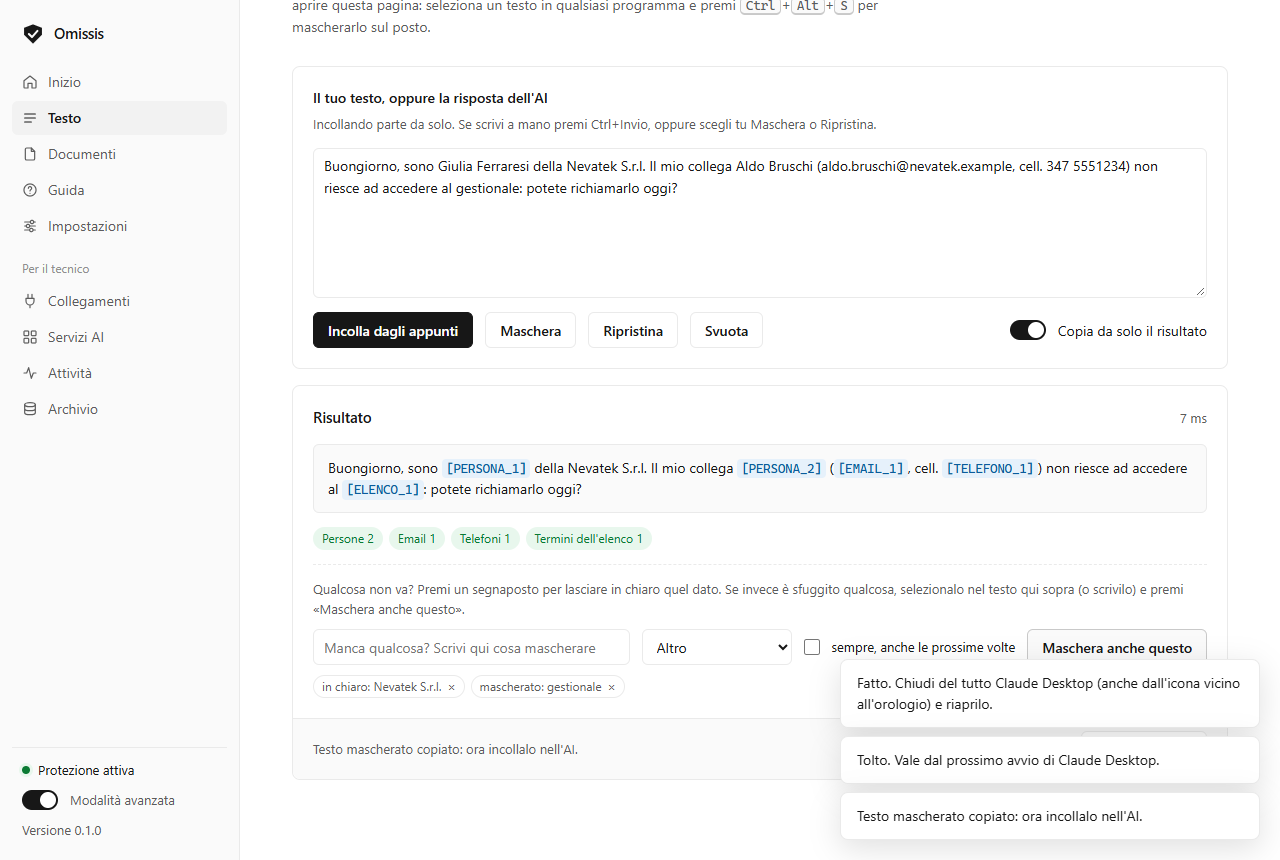 aprire questa pagina: seleziona un testo in qualsiasi programma e premi Ctrl+Alt+S per
mascherarlo sul posto.
Omissis
Inizio
Testo
Documenti
Guida
Impostazioni
Per il tecnico
Collegamenti
Servizi AI
Attività
Archivio
Protezione attiva
Modalità avanzata
Versione 0.1.0
Il tuo testo, oppure la risposta dell'AI
Incollando parte da solo. Se scrivi a mano premi Ctrl+Invio, oppure scegli tu Maschera o Ripristina.
Buongiorno, sono Giulia Ferraresi della Nevatek S.r.l. Il mio collega Aldo Bruschi (aldo.bruschi@nevatek.example, cell. 347 5551234) non
riesce ad accedere al gestionale: potete richiamarlo oggi?
Incolla dagli appunti
Maschera
Ripristina
Svuota
Copia da solo il risultato
Risultato
7 ms
Buongiorno, sono [PERSONA_1] della Nevatek S.r.l. Il mio collega [PERSONA_2] ([EMAIL_1], cell. [TELEFONO_1]) non riesce ad accedere
al [ELENCO_1]: potete richiamarlo oggi?
Persone 2
Email 1
Telefoni 1
Termini dell'elenco 1
Qualcosa non va? Premi un segnaposto per lasciare in chiaro quel dato. Se invece è sfuggito qualcosa, selezionalo nel testo qui sopra (o scrivilo) e premi
«Maschera anche questo».
Manca qualcosa? Scrivi qui cosa mascherare
Altro
sempre, anche le prossime volte
Maschera anche questo
in chiaro: Nevatek S.r.l. ×
mascherato: gestionale ×
Testo mascherato copiato: ora incollalo nell'AI.
Fatto. Chiudi del tutto Claude Desktop (anche dall'icona vicino
all'orologio) e riaprilo.
Tolto. Vale dal prossimo avvio di Claude Desktop.
Testo mascherato copiato: ora incollalo nell'AI.